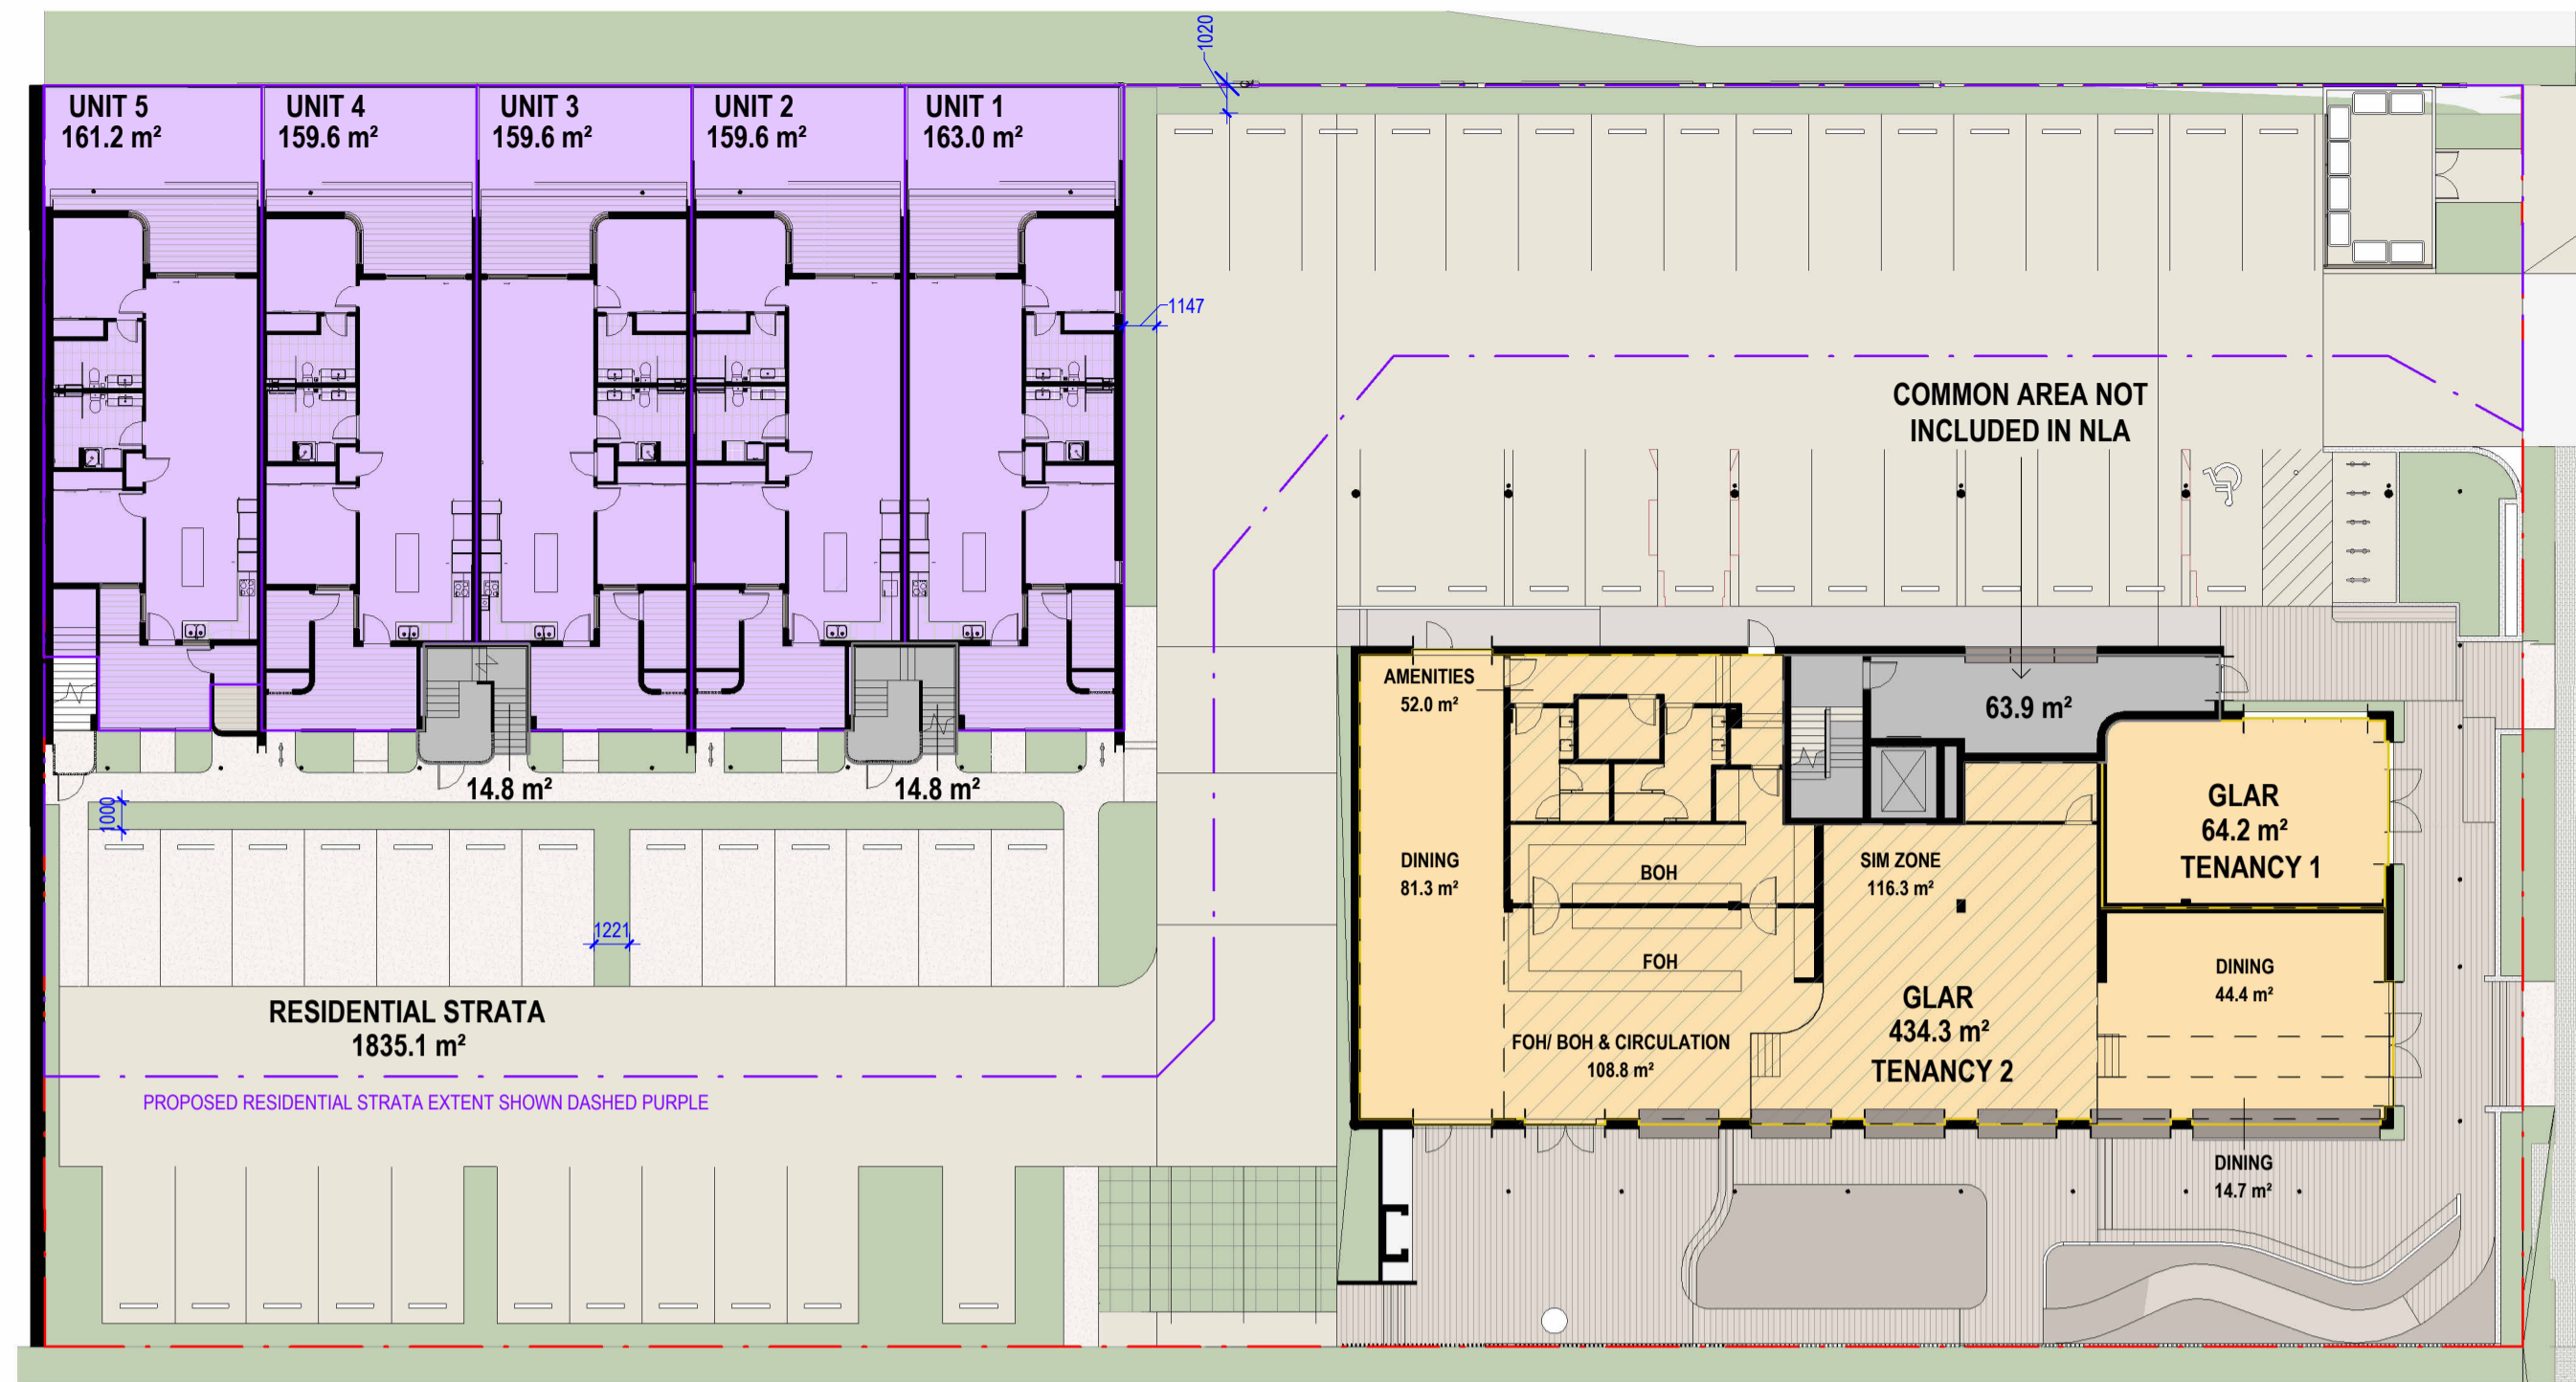 1020
UNIT 5
161.2 m²
UNIT 4
159.6 m²
UNIT 3
159.6 m²
UNIT 2
159.6 m²
UNIT 1
163.0 m²
1147
COMMON AREA NOT
INCLUDED IN NLA
63.9 m²
AMENITIES
52.0 m²
14.8 m²
14.8 m²
1000
GLAR
64.2 m²
TENANCY 1
DINING
81.3 m²
BOH
SIM ZONE
116.3 m²
1221
FOH
DINING
44.4 m²
RESIDENTIAL STRATA
1835.1 m²
GLAR
434.3 m²
TENANCY 2
FOH/ BOH & CIRCULATION
108.8 m²
PROPOSED RESIDENTIAL STRATA EXTENT SHOWN DASHED PURPLE
DINING
14.7 m²